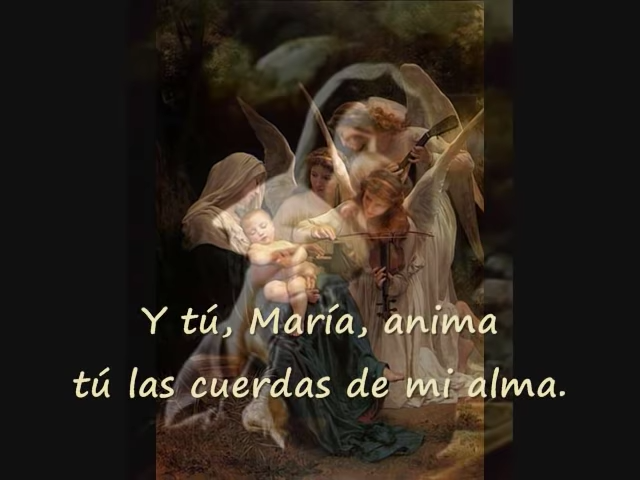 Y tú, María, anima
tú las cuerdas de mi alma.